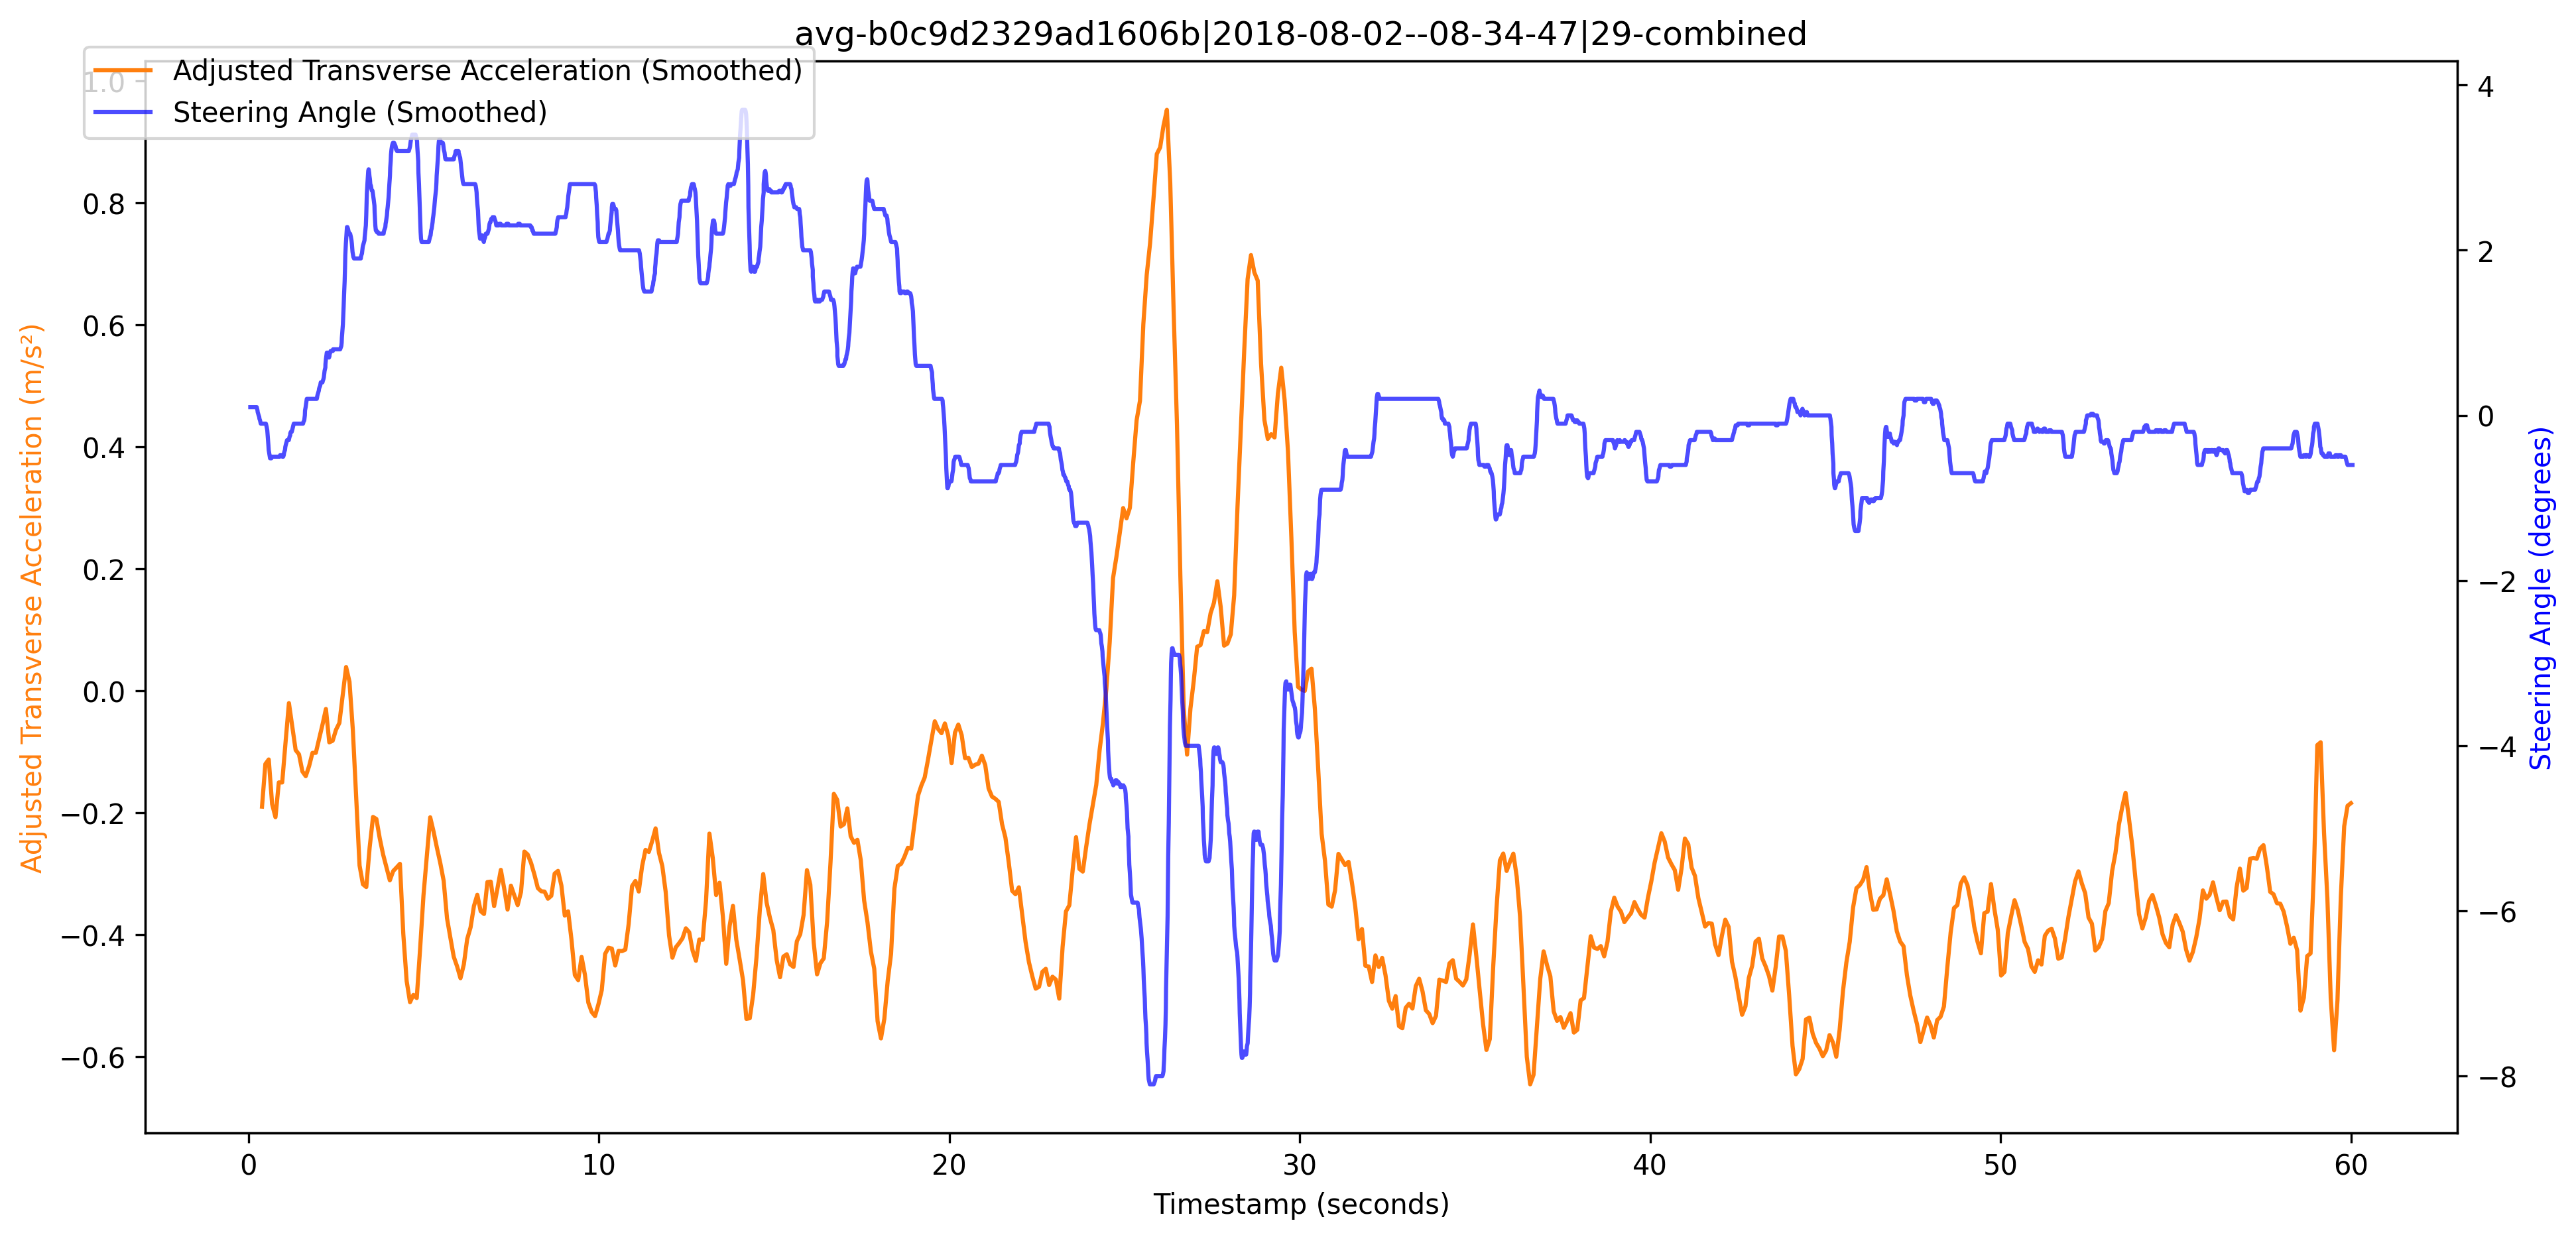 avg-b0c9d2329ad1606b|2018-08-02--08-34-47|29-combined
Adjusted Transverse Acceleration (Smoothed)
Steering Angle (Smoothed)
1.0
0.8
0.6
0.4
0.2
0.0
−0.2
−0.4
−0.6
Adjusted Transverse Acceleration (m/s²)
4
2
0
−2
−4
−6
−8
Steering Angle (degrees)
0 10 20 30 40 50 60
Timestamp (seconds)